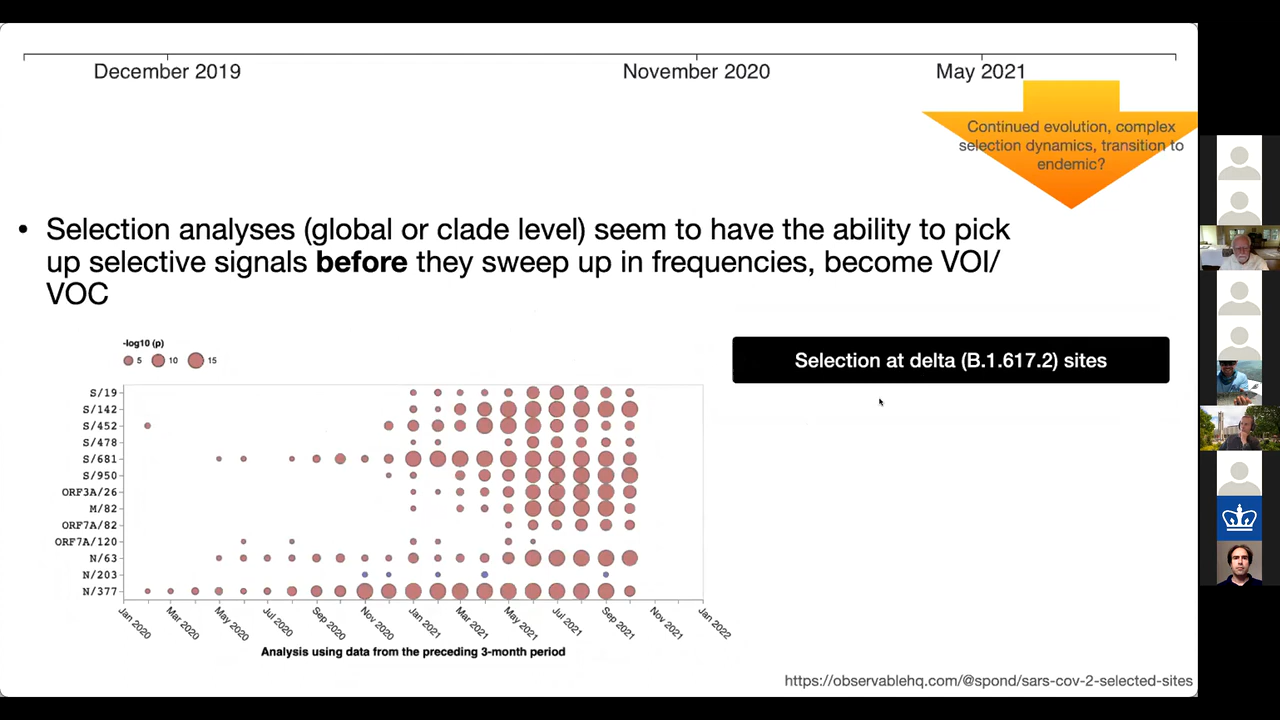 December 2019
November 2020
May 2021
Continued evolution, complex
selection dynamics, transition to
endemic?
• Selection analyses (global or clade level) seem to have the ability to pick
up selective signals before they sweep up in frequencies, become VOI/
VOC
-log10 (p)
5 10 15
Selection at delta (B.1.617.2) sites
S/19
S/142
S/452
S/478
S/681
S/950
ORF3A/26
M/82
ORF7A/82
ORF7A/120
N/63
N/203
N/377
Jan 2020
Mar 2020
May 2020
Jul 2020
Sep 2020
Nov 2020
Jan 2021
Mar 2021
May 2021
Jul 2021
Sep 2021
Nov 2021
Jan 2022
Analysis using data from the preceding 3-month period
https://observablehq.com/@spond/sars-cov-2-selected-sites